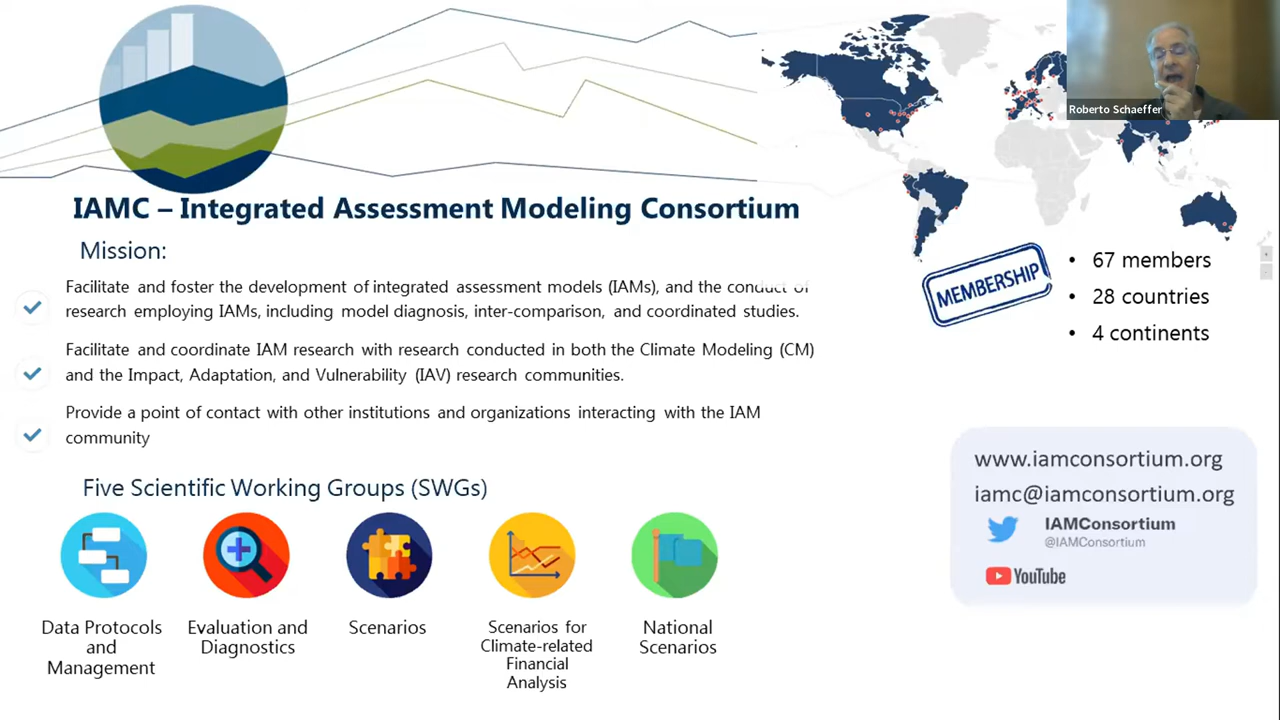 Roberto Schaeffer
IAMC – Integrated Assessment Modeling Consortium
Mission:
Facilitate and foster the development of integrated assessment models (IAMs), and the conduct of
research employing IAMs, including model diagnosis, inter-comparison, and coordinated studies.
Facilitate and coordinate IAM research with research conducted in both the Climate Modeling (CM)
and the Impact, Adaptation, and Vulnerability (IAV) research communities.
Provide a point of contact with other institutions and organizations interacting with the IAM
community
MEMBERSHIP
• 67 members
• 28 countries
• 4 continents
www.iamconsortium.org
iamc@iamconsortium.org
IAMConsortium
@IAMConsortium
YouTube
Five Scientific Working Groups (SWGs)
Data Protocols
and
Management
Evaluation and
Diagnostics
Scenarios
Scenarios for
Climate-related
Financial
Analysis
National
Scenarios